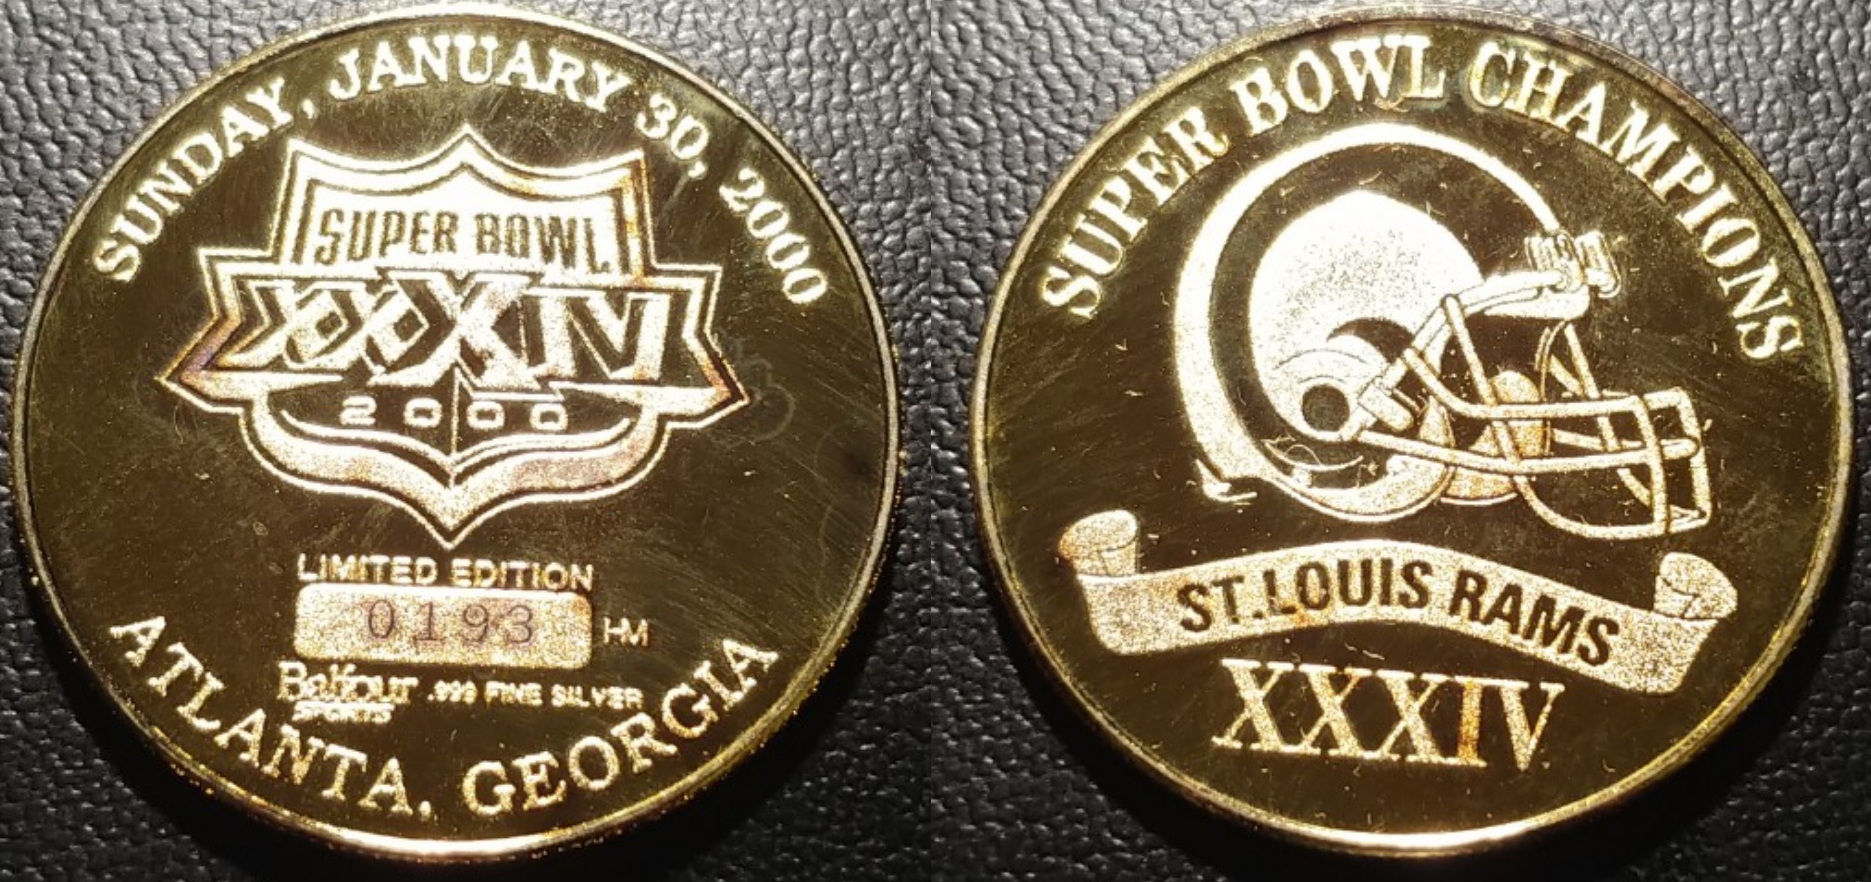 SUNDAY, JANUARY 30, 2000
SUPER BOWL
XXXIV
2000
LIMITED EDITION
0193 HM
Balfour SPORTS .999 FINE SILVER
ATLANTA, GEORGIA
SUPER BOWL CHAMPIONS
ST. LOUIS RAMS
XXXIV